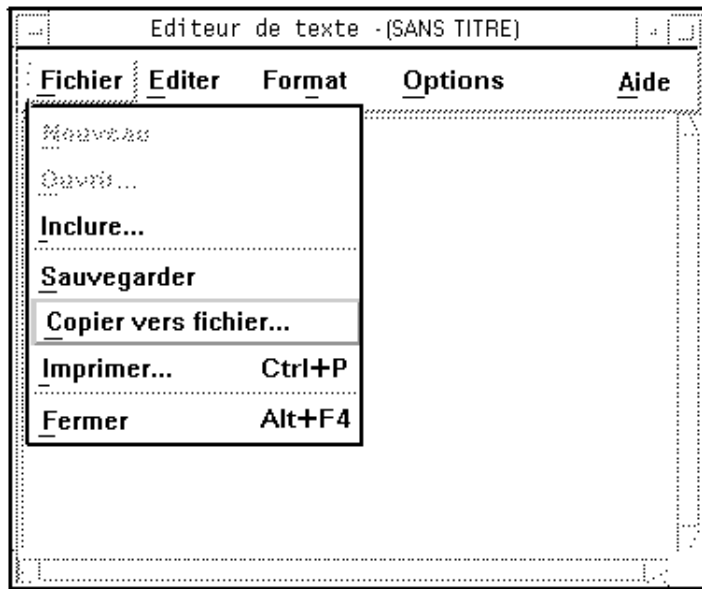 Editeur de texte -(SANS TITRE)
Fichier Editer Format Options Aide
Nouveau
Ouvrir...
Inclure...
Sauvegarder
Copier vers fichier...
Imprimer... Ctrl+P
Fermer Alt+F4